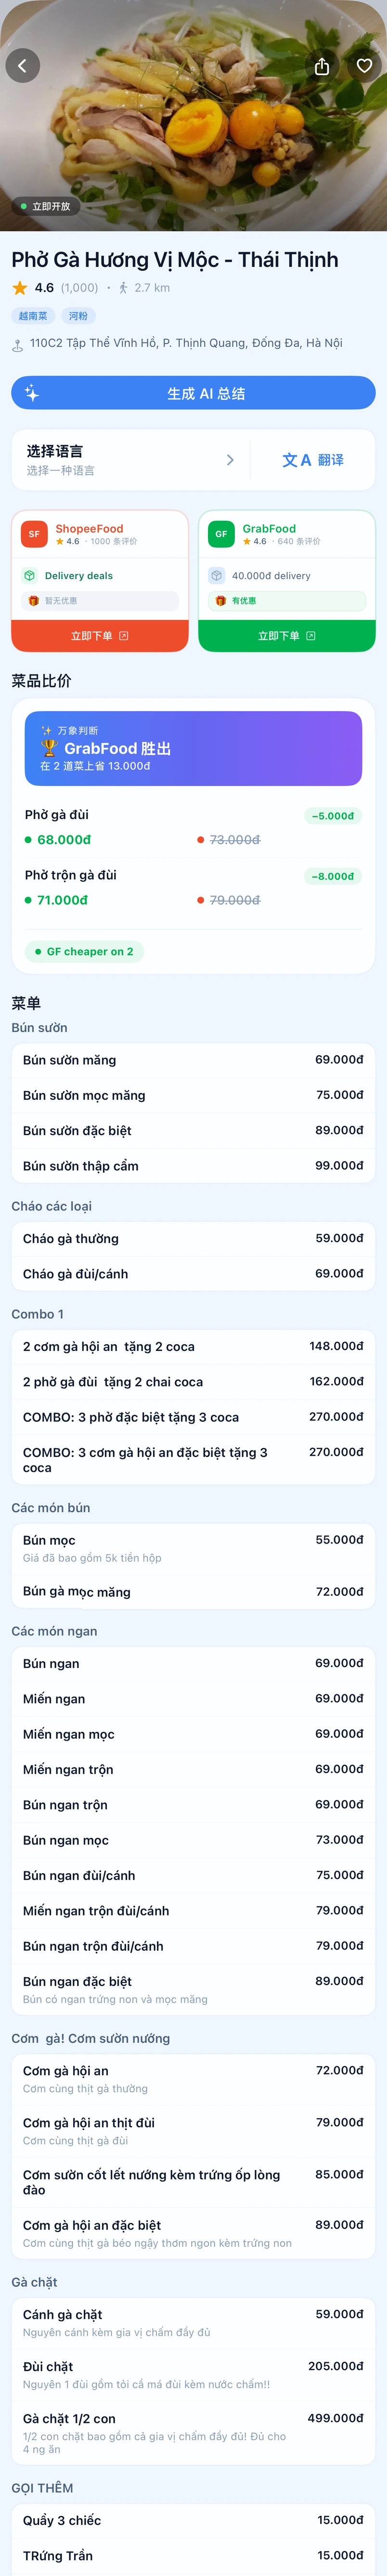 立即开放
Phở Gà Hương Vị Mộc - Thái Thịnh
4.6 (1,000) • 2.7 km
越南菜 河粉
110C2 Tập Thể Vĩnh Hồ, P. Thịnh Quang, Đống Đa, Hà Nội
生成 AI 总结
选择语言
选择一种语言
文A 翻译
SF ShopeeFood
4.6 · 1000 条评价
Delivery deals
暂无优惠
立即下单
GF GrabFood
4.6 · 640 条评价
40.000đ delivery
有优惠
立即下单
菜品比价
万象判断
GrabFood 胜出
在 2 道菜上省 13.000đ
Phở gà đùi −5.000đ
68.000đ 73.000đ
Phở trộn gà đùi −8.000đ
71.000đ 79.000đ
GF cheaper on 2
菜单
Bún sườn
Bún sườn măng 69.000đ
Bún sườn mọc măng 75.000đ
Bún sườn đặc biệt 89.000đ
Bún sườn thập cẩm 99.000đ
Cháo các loại
Cháo gà thường 59.000đ
Cháo gà đùi/cánh 69.000đ
Combo 1
2 cơm gà hội an  tặng 2 coca 148.000đ
2 phở gà đùi  tặng 2 chai coca 162.000đ
COMBO: 3 phở đặc biệt tặng 3 coca 270.000đ
COMBO: 3 cơm gà hội an đặc biệt tặng 3 270.000đ
coca
Các món bún
Bún mọc 55.000đ
Giá đã bao gồm 5k tiền hộp
Bún gà mọc măng 72.000đ
Các món ngan
Bún ngan 69.000đ
Miến ngan 69.000đ
Miến ngan mọc 69.000đ
Miến ngan trộn 69.000đ
Bún ngan trộn 69.000đ
Bún ngan mọc 73.000đ
Bún ngan đùi/cánh 75.000đ
Miến ngan trộn đùi/cánh 79.000đ
Bún ngan trộn đùi/cánh 79.000đ
Bún ngan đặc biệt 89.000đ
Bún có ngan trứng non và mọc măng
Cơm  gà! Cơm sườn nướng
Cơm gà hội an 72.000đ
Cơm cùng thịt gà thường
Cơm gà hội an thịt đùi 79.000đ
Cơm cùng thịt gà đùi
Cơm sườn cốt lết nướng kèm trứng ốp lòng 85.000đ
đào
Cơm gà hội an đặc biệt 89.000đ
Cơm cùng thịt gà béo ngậy thơm ngon kèm trứng non
Gà chặt
Cánh gà chặt 59.000đ
Nguyên cánh kèm gia vị chấm đầy đủ
Đùi chặt 205.000đ
Nguyên 1 đùi gồm tỏi cả má đùi kèm nước chấm!!
Gà chặt 1/2 con 499.000đ
1/2 con chặt bao gồm cả gia vị chấm đầy đủ! Đủ cho
4 ng ăn
GỌI THÊM
Quẩy 3 chiếc 15.000đ
TRứng Trần 15.000đ